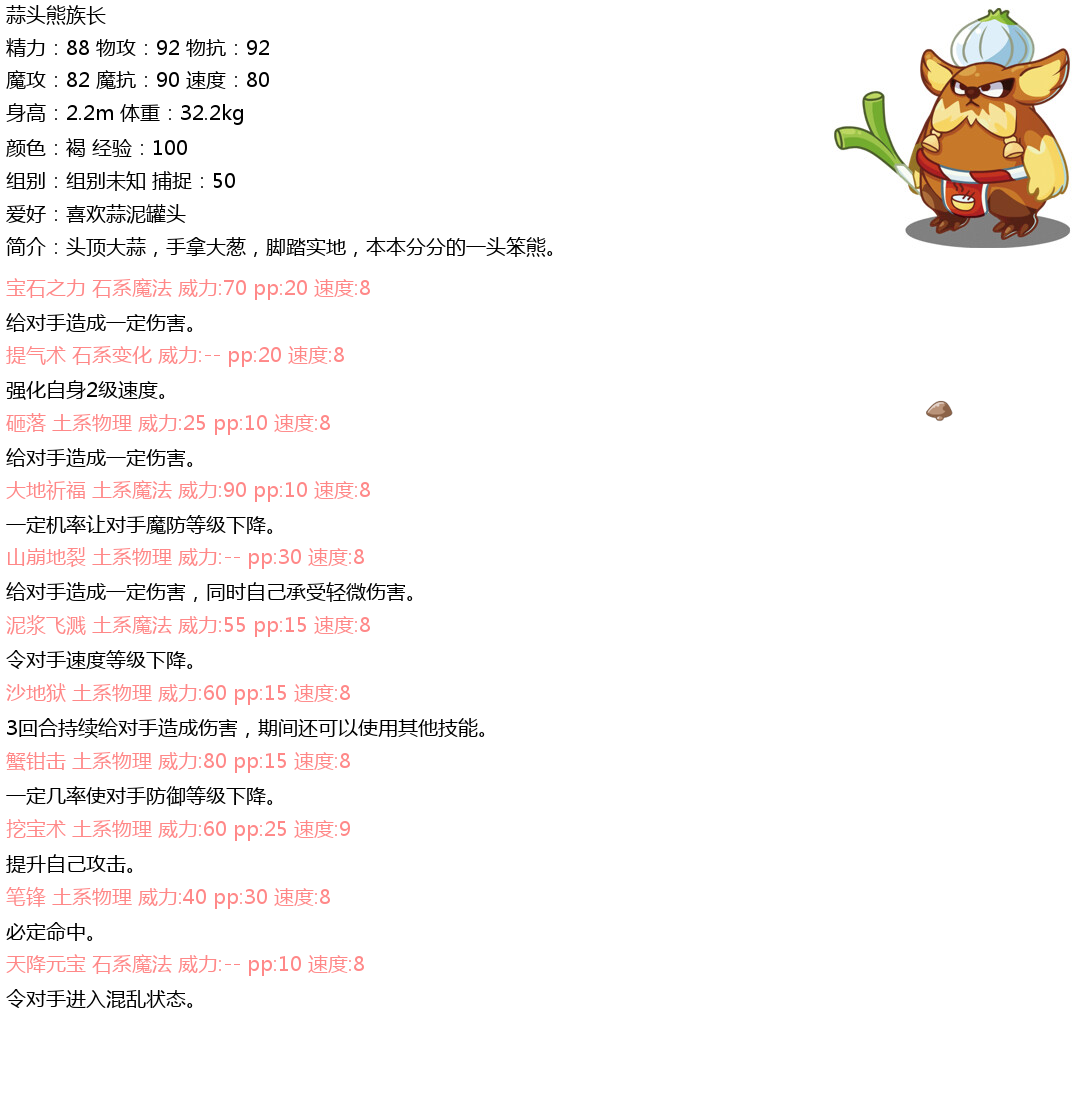 蒜头熊族长
精力：88 物攻：92 物抗：92
魔攻：82 魔抗：90 速度：80
身高：2.2m 体重：32.2kg
颜色：褐 经验：100
组别：组别未知 捕捉：50
爱好：喜欢蒜泥罐头
简介：头顶大蒜，手拿大葱，脚踏实地，本本分分的一头笨熊。
宝石之力 石系魔法 威力:70 pp:20 速度:8
给对手造成一定伤害。
提气术 石系变化 威力:-- pp:20 速度:8
强化自身2级速度。
砸落 土系物理 威力:25 pp:10 速度:8
给对手造成一定伤害。
大地祈福 土系魔法 威力:90 pp:10 速度:8
一定机率让对手魔防等级下降。
山崩地裂 土系物理 威力:-- pp:30 速度:8
给对手造成一定伤害，同时自己承受轻微伤害。
泥浆飞溅 土系魔法 威力:55 pp:15 速度:8
令对手速度等级下降。
沙地狱 土系物理 威力:60 pp:15 速度:8
3回合持续给对手造成伤害，期间还可以使用其他技能。
蟹钳击 土系物理 威力:80 pp:15 速度:8
一定几率使对手防御等级下降。
挖宝术 土系物理 威力:60 pp:25 速度:9
提升自己攻击。
笔锋 土系物理 威力:40 pp:30 速度:8
必定命中。
天降元宝 石系魔法 威力:-- pp:10 速度:8
令对手进入混乱状态。